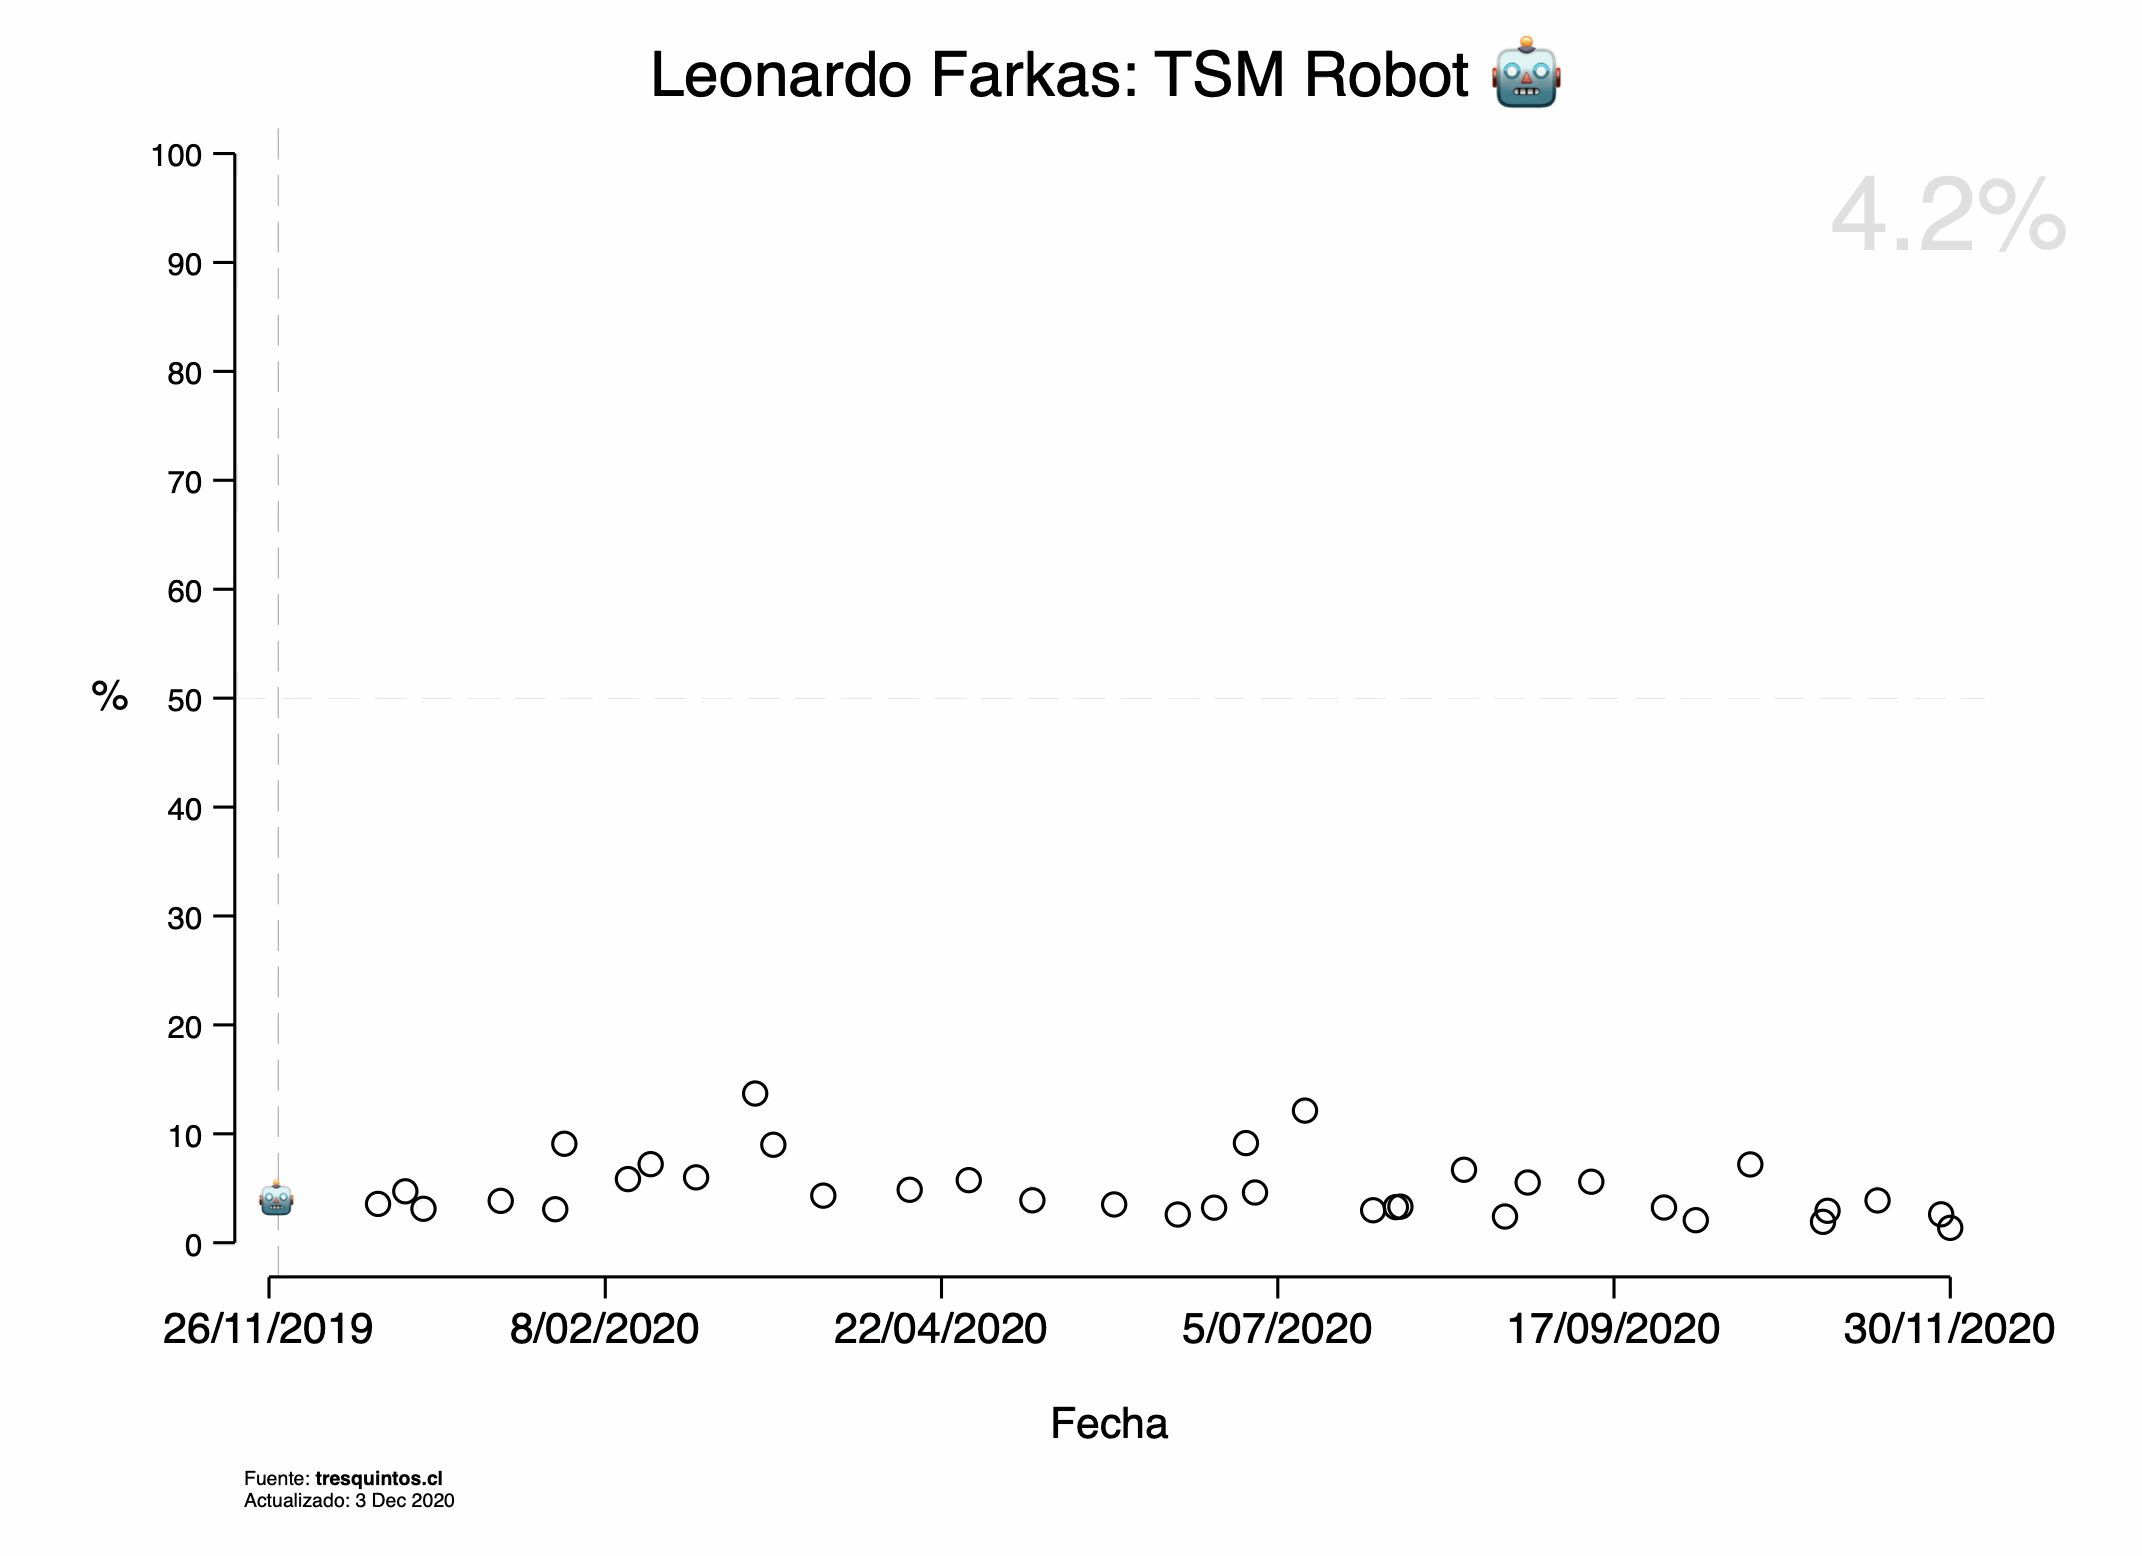 Leonardo Farkas: TSM Robot 🤖
4.2%
100
90
80
70
60
50
40
30
20
10
0
%
26/11/2019 8/02/2020 22/04/2020 5/07/2020 17/09/2020 30/11/2020
Fecha
Fuente: tresquintos.cl
Actualizado: 3 Dec 2020